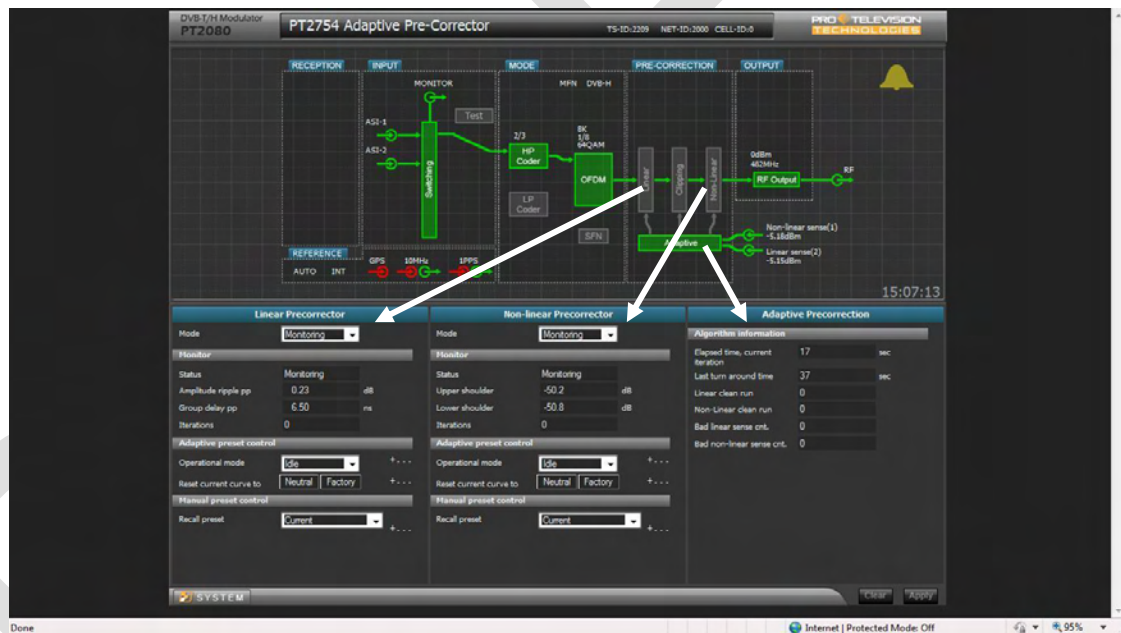 DVB-T/H Modulator
PT2080
PT2754 Adaptive Pre-Corrector
TS-ID:2209 NET-ID:2000 CELL-ID:0
PRO TELEVISION
TECHNOLOGIES
RECEPTION INPUT MODE PRE-CORRECTION OUTPUT
MONITOR
MFN DVB-H
ASI-1
Test
ASI-2
Switching
2/3
HP
Coder
LP
Coder
8K
1/8
64QAM
OFDM
SFN
Linear
Clipping
Non-Linear
Adaptive
0dBm
482MHz
RF Output
RF
Non-linear sense(1)
-5.18dBm
Linear sense(2)
-5.15dBm
REFERENCE
AUTO INT
GPS 10MHz 1PPS
15:07:13
Linear Precorrector
Mode Monitoring
Monitor
Status Monitoring
Amplitude ripple pp 0.23 dB
Group delay pp 6.50 ns
Iterations 0
Adaptive preset control
Operational mode Idle +...
Reset current curve to Neutral Factory +...
Manual preset control
Recall preset Current +...
Non-linear Precorrector
Mode Monitoring
Monitor
Status Monitoring
Upper shoulder -50.2 dB
Lower shoulder -50.8 dB
Iterations 0
Adaptive preset control
Operational mode Idle +...
Reset current curve to Neutral Factory +...
Manual preset control
Recall preset Current +...
Adaptive Precorrection
Algorithm information
Elapsed time, current 17 sec
iteration
Last turn around time 37 sec
Linear clean run 0
Non-Linear clean run 0
Bad linear sense cnt. 0
Bad non-linear sense cnt. 0
SYSTEM
Clear Apply
Done
Internet | Protected Mode: Off
95%